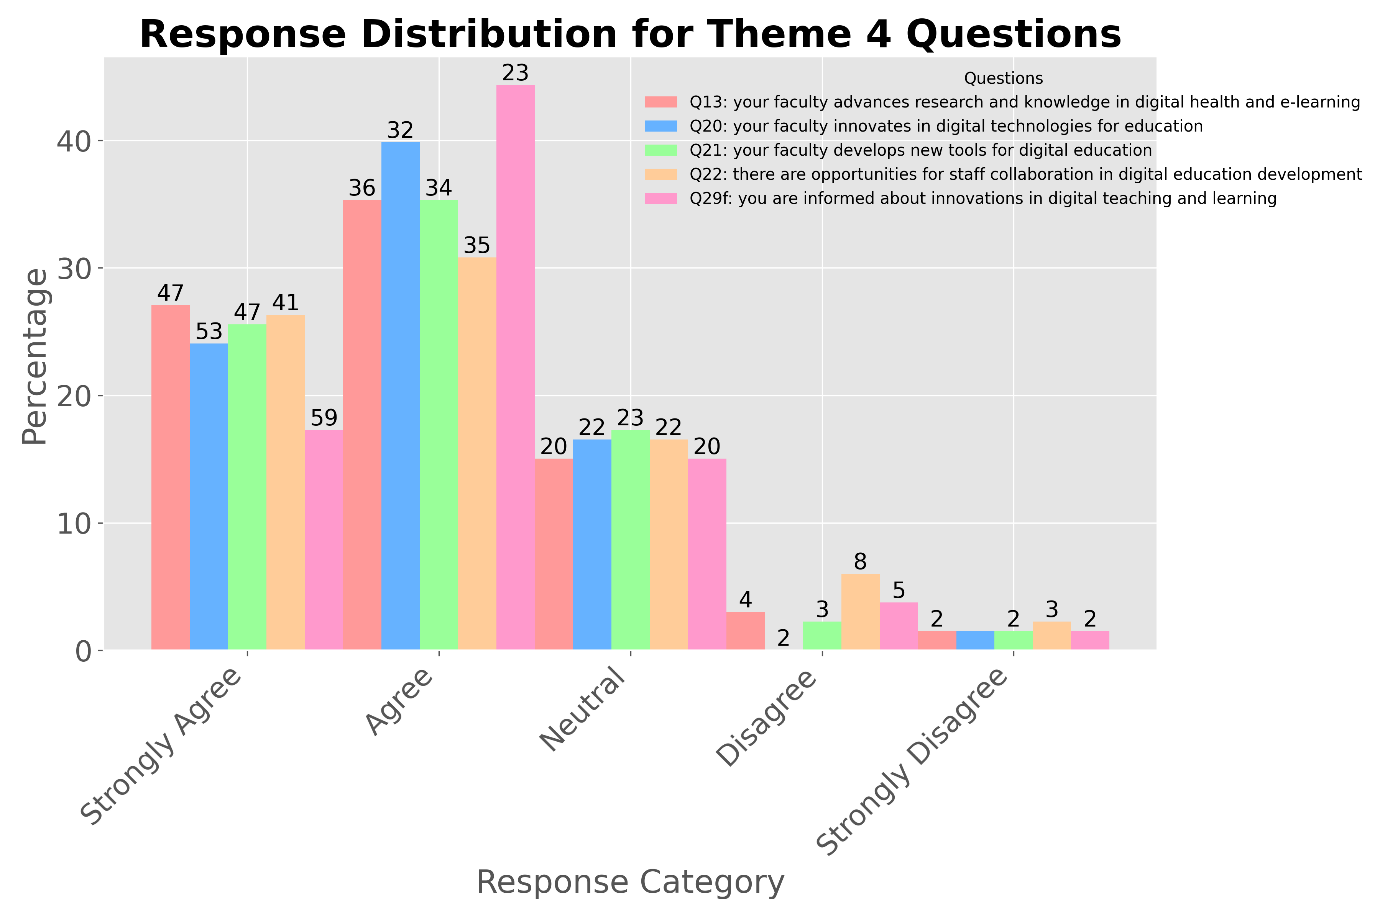 Response Distribution for Theme 4 Questions
Questions
Q13: your faculty advances research and knowledge in digital health and e-learning
Q20: your faculty innovates in digital technologies for education
Q21: your faculty develops new tools for digital education
Q22: there are opportunities for staff collaboration in digital education development
Q29f: you are informed about innovations in digital teaching and learning
Percentage
40
30
20
10
0
47
53
47
41
59
36
32
34
35
23
20
22
23
22
20
4
2
3
8
5
2
2
3
2
Strongly Agree
Agree
Neutral
Disagree
Strongly Disagree
Response Category